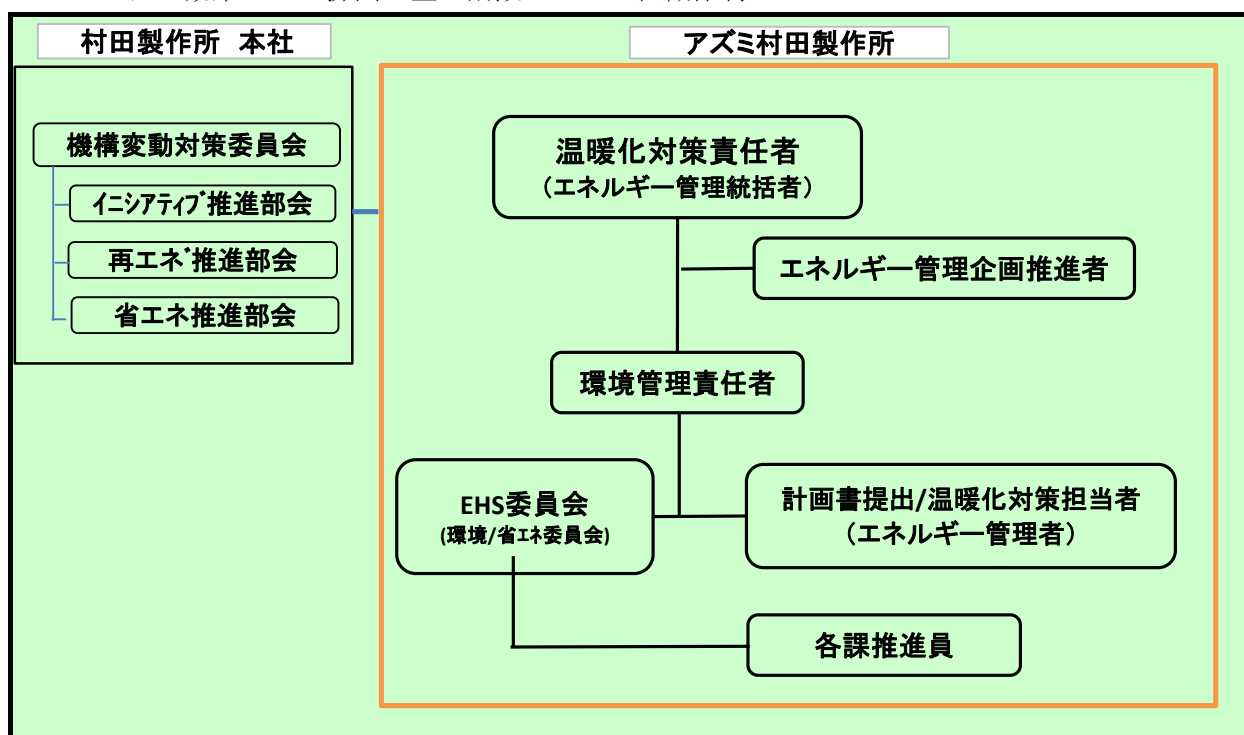 村田製作所 本社
アズミ村田製作所
機構変動対策委員会
ｲﾆｼｱﾃｨﾌﾞ推進部会
再エネﾞ推進部会
省エネ推進部会
温暖化対策責任者
（エネルギー管理統括者）
エネルギー管理企画推進者
環境管理責任者
EHS委員会
(環境/省ｴﾈ委員会)
計画書提出/温暖化対策担当者
（エネルギー管理者）
各課推進員